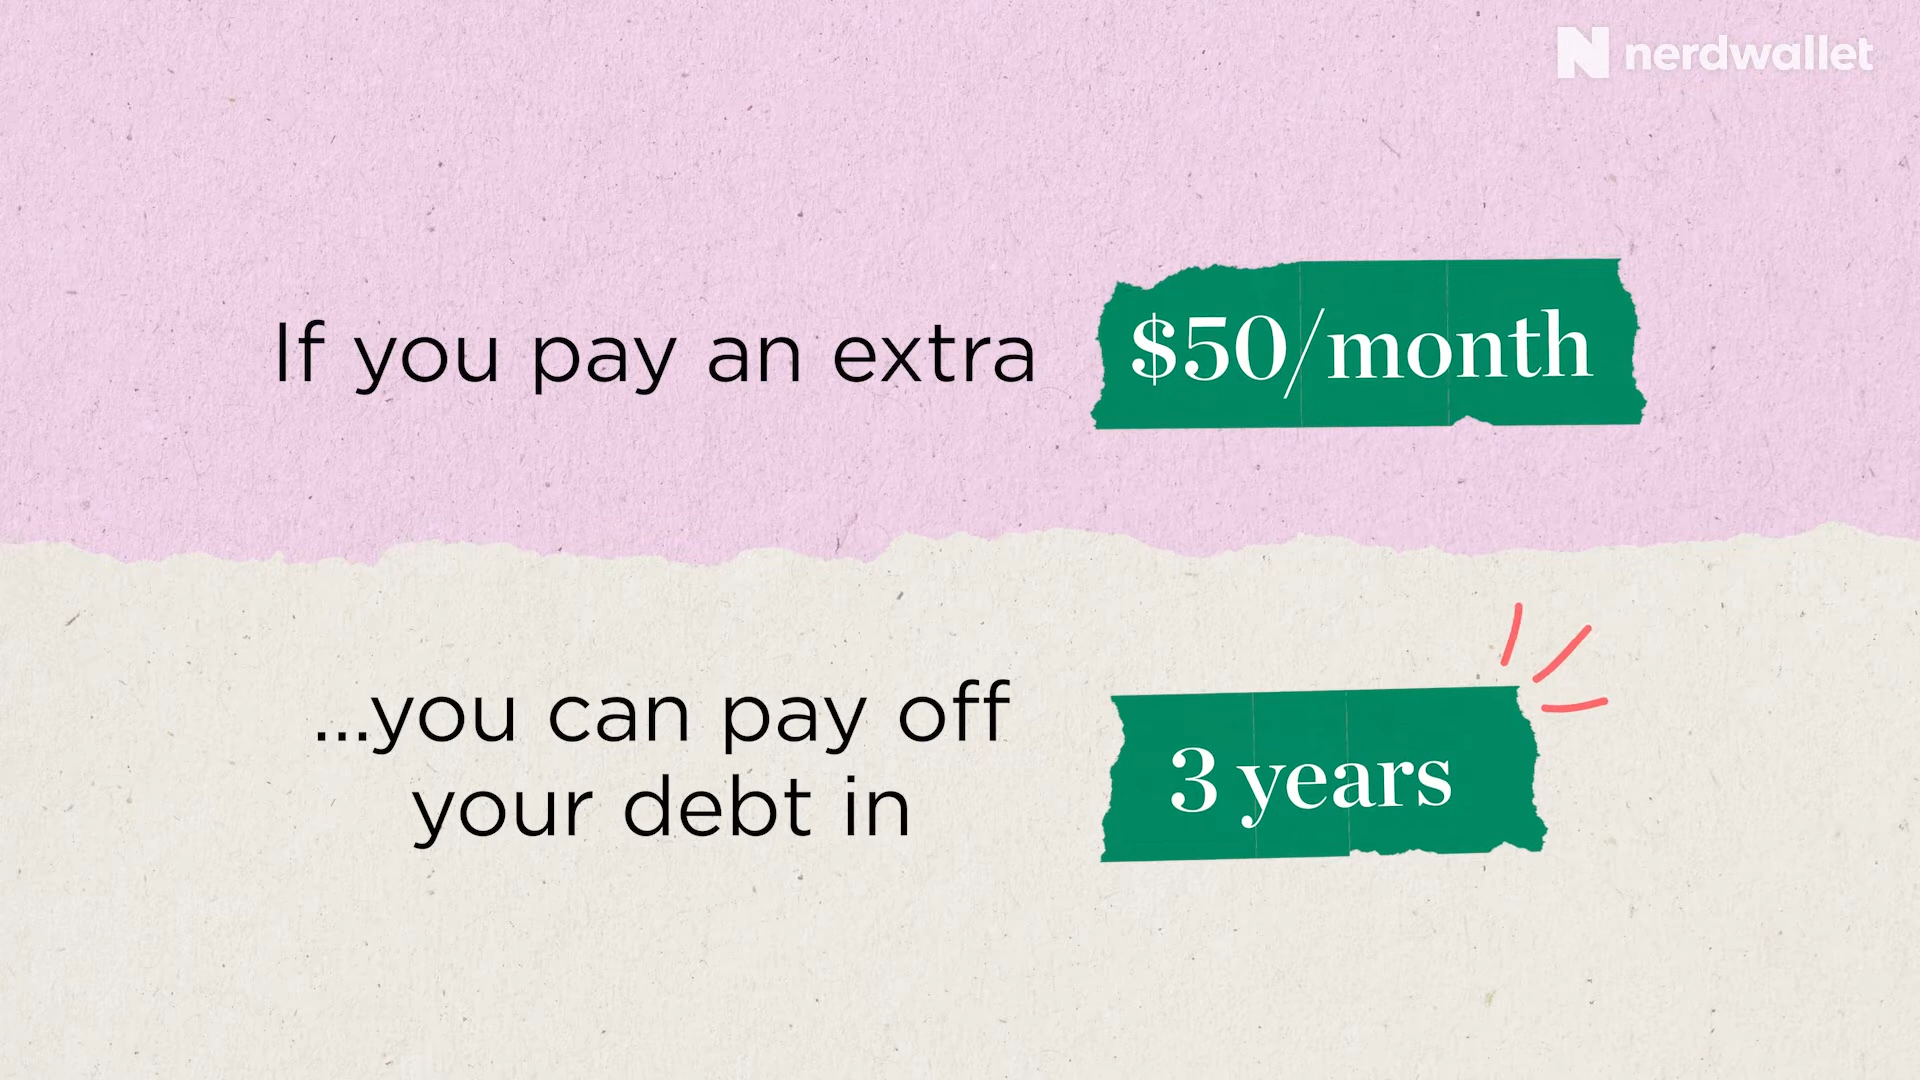 nerdwallet
If you pay an extra $50/month
...you can pay off
your debt in
3 years